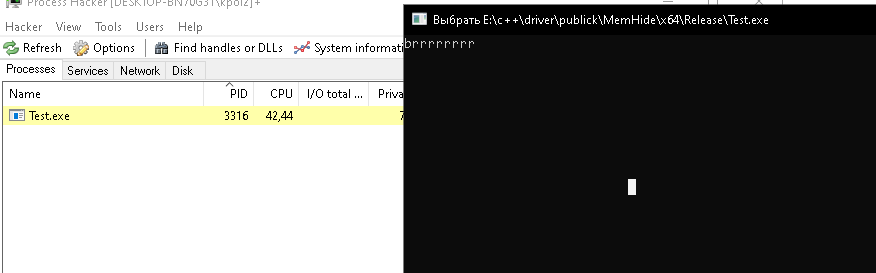 Process Hacker [DESKTOP-BN70G31\kpol2]+
Hacker View Tools Users Help
Refresh Options Find handles or DLLs System informati
Processes Services Network Disk
Name PID CPU I/O total ... Priva
Test.exe 3316 42,44 7
Выбрать E:\c++\driver\publick\MemHide\x64\Release\Test.exe
brrrrrrrr